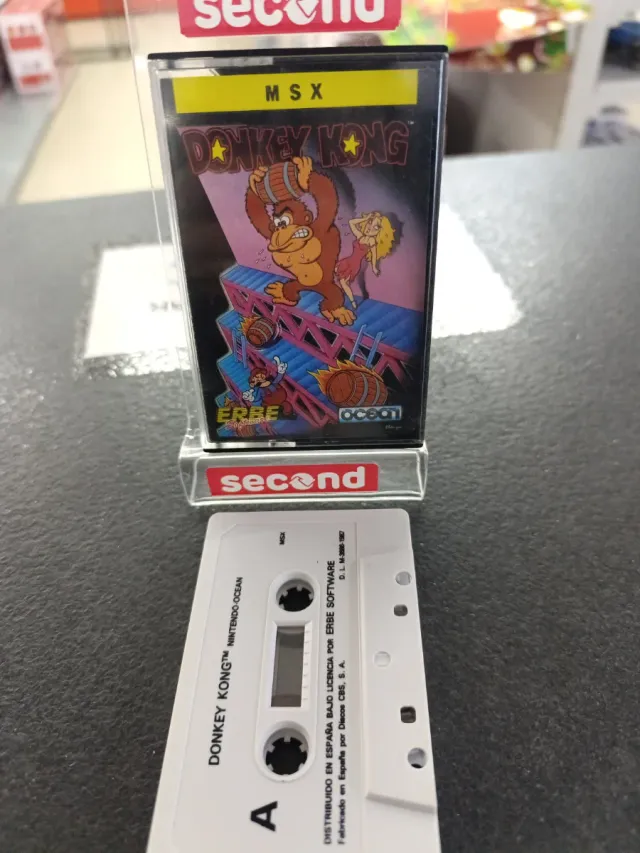 second
MSX
DONKEY KONG
ERBE
ocean
second
DONKEY KONG™ NINTENDO-OCEAN
MSX
A
DISTRIBUIDO EN ESPAÑA BAJO LICENCIA POR ERBE SOFTWARE
Fabricado en España por Discos CBS, S. A.